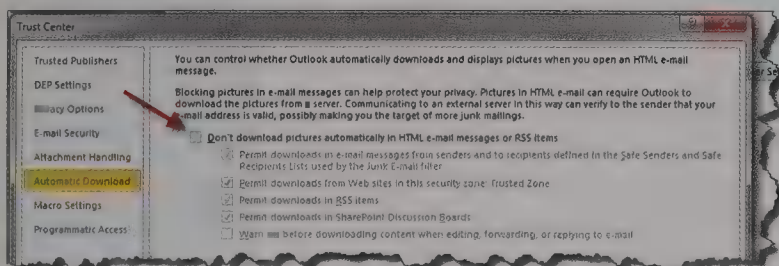 Trust Center
Trusted Publishers
DEP Settings
Options
E-mail Security
Attachment Handling
Automatic Download
Macro Settings
Programmatic Access
You can control whether Outlook automatically downloads and displays pictures when you open an HTML e-mail
message.
Blocking pictures in e-mail messages can help protect your privacy. Pictures in HTML e-mail can require Outlook to
download the pictures from server. Communicating to an external server in this way can verify to the sender that your
e-mail address is valid, possibly making you the target of more junk mailings.
Don't download pictures automatically in HTML e-mail messages or RSS items
Permit downloads in e-mail messages from senders and to recipients defined in the Safe Senders and Safe
Recipients Lists used by the Junk E-mail filter
Permit downloads from Web sites in this security zone: Trusted Zone
Permit downloads in RSS items
Permit downloads in SharePoint Discussion Boards
Warn before downloading content when editing, forwarding, or replying to e-mail